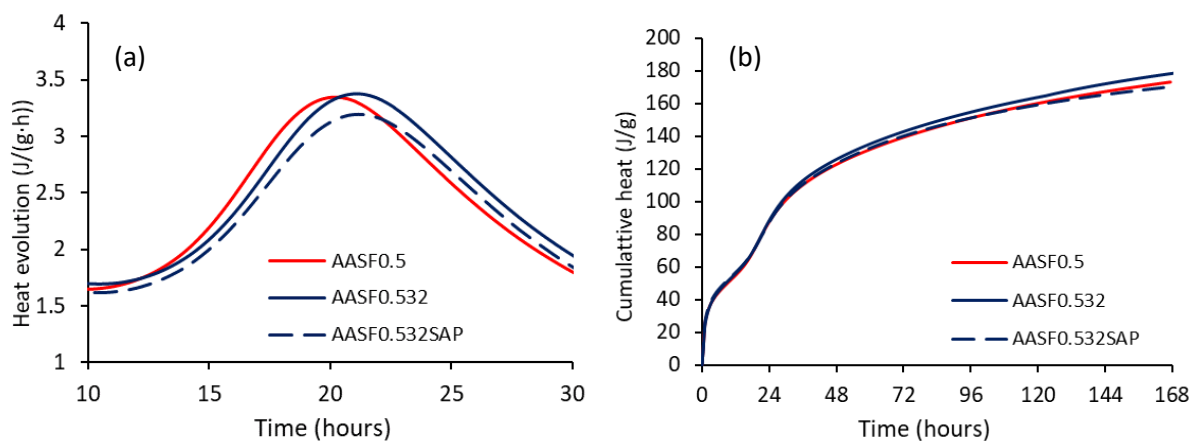 (a)
Heat evolution (J/(g·h))
4
3.5
3
2.5
2
1.5
1
AASF0.5
AASF0.532
AASF0.532SAP
10
15
20
25
30
Time (hours)
(b)
Cumulattive heat (J/g)
200
180
160
140
120
100
80
60
40
20
0
AASF0.5
AASF0.532
AASF0.532SAP
0
24
48
72
96
120
144
168
Time (hours)